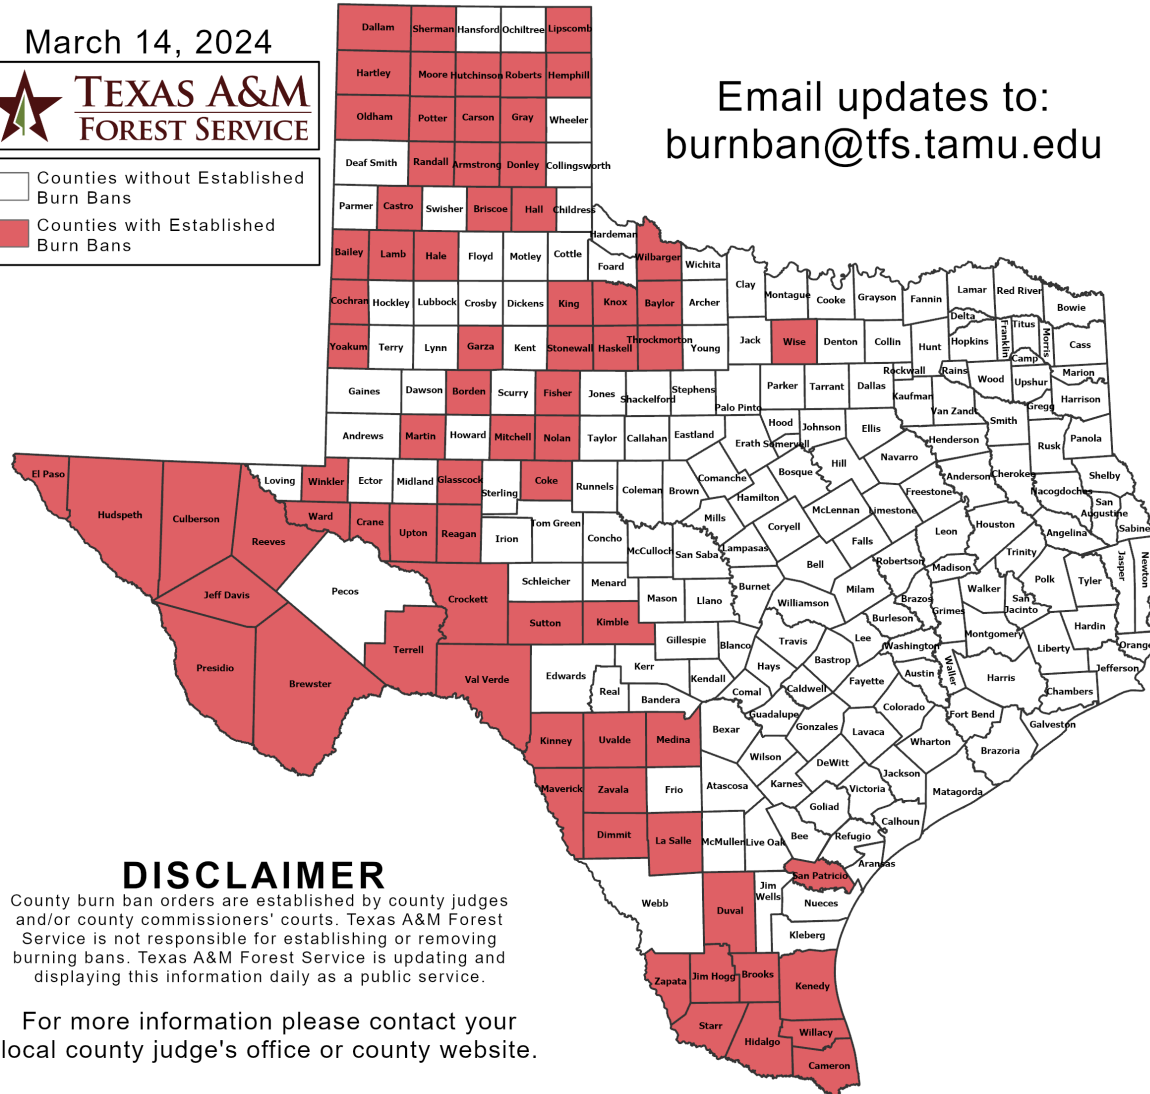 March 14, 2024
TEXAS A&M
FOREST SERVICE
Counties without Established
Burn Bans
Counties with Established
Burn Bans
Email updates to:
burnban@tfs.tamu.edu
Dallam Sherman Hansford Ochiltree Lipscomb
Hartley Moore Hutchinson Roberts Hemphill
Oldham Potter Carson Gray Wheeler
Deaf Smith Randall Armstrong Donley Collingsworth
Parmer Castro Swisher Briscoe Hall Childress
Hardeman
Bailey Lamb Hale Floyd Motley Cottle Foard Wilbarger Wichita
Cochran Hockley Lubbock Crosby Dickens King Knox Baylor Archer Clay Montague Cooke Grayson Fannin Lamar Red River Bowie
Delta Franklin Titus Morris Cass
Yoakum Terry Lynn Garza Kent Stonewall Haskell Throckmorton Young Jack Wise Denton Collin Hunt Hopkins Camp
Rockwall Rains Wood Upshur Marion
Gaines Dawson Borden Scurry Fisher Jones Shackelford Stephens Palo Pinto Parker Tarrant Dallas Kaufman Van Zandt Gregg Harrison
Andrews Martin Howard Mitchell Nolan Taylor Callahan Eastland Erath Hood Somervell Johnson Ellis Henderson Smith Rusk Panola
El Paso Hudspeth Culberson Reeves Loving Winkler Ector Midland Glasscock Sterling Coke Runnels Coleman Brown Comanche Hamilton Bosque Hill Navarro Freestone Anderson Cherokee Nacogdoches Shelby
San
Augustine
Sabine
Ward Crane Upton Reagan Irion Tom Green Concho McCulloch San Saba Mills Lampasas Coryell McLennan Limestone Falls Leon Houston Angelina
Jeff Davis Pecos Crockett Schleicher Menard Mason Llano Burnet Bell Milam Robertson Madison Trinity Walker Polk Tyler Jasper Newton
Presidio Brewster Terrell Val Verde Sutton Kimble Gillespie Blanco Williamson Travis Lee Burleson Brazos Grimes
San
Jacinto
Montgomery Liberty Hardin Orange
Edwards Real Kerr Bandera Kendall Comal Hays Caldwell Bastrop Fayette Washington Austin Waller Harris Chambers Jefferson
Kinney Uvalde Medina Bexar Guadalupe Gonzales Lavaca Colorado Wharton Fort Bend Brazoria Galveston
Maverick Zavala Frio Atascosa Wilson Karnes DeWitt Victoria Jackson Matagorda
Dimmit La Salle McMullen Live Oak Bee Goliad Refugio Calhoun Aransas
Webb Duval
Jim
Wells
San Patricio Nueces Kleberg
Zapata Jim Hogg Brooks Kenedy
Starr Hidalgo Willacy
Cameron
DISCLAIMER
County burn ban orders are established by county judges
and/or county commissioners' courts. Texas A&M Forest
Service is not responsible for establishing or removing
burning bans. Texas A&M Forest Service is updating and
displaying this information daily as a public service.
For more information please contact your
local county judge's office or county website.